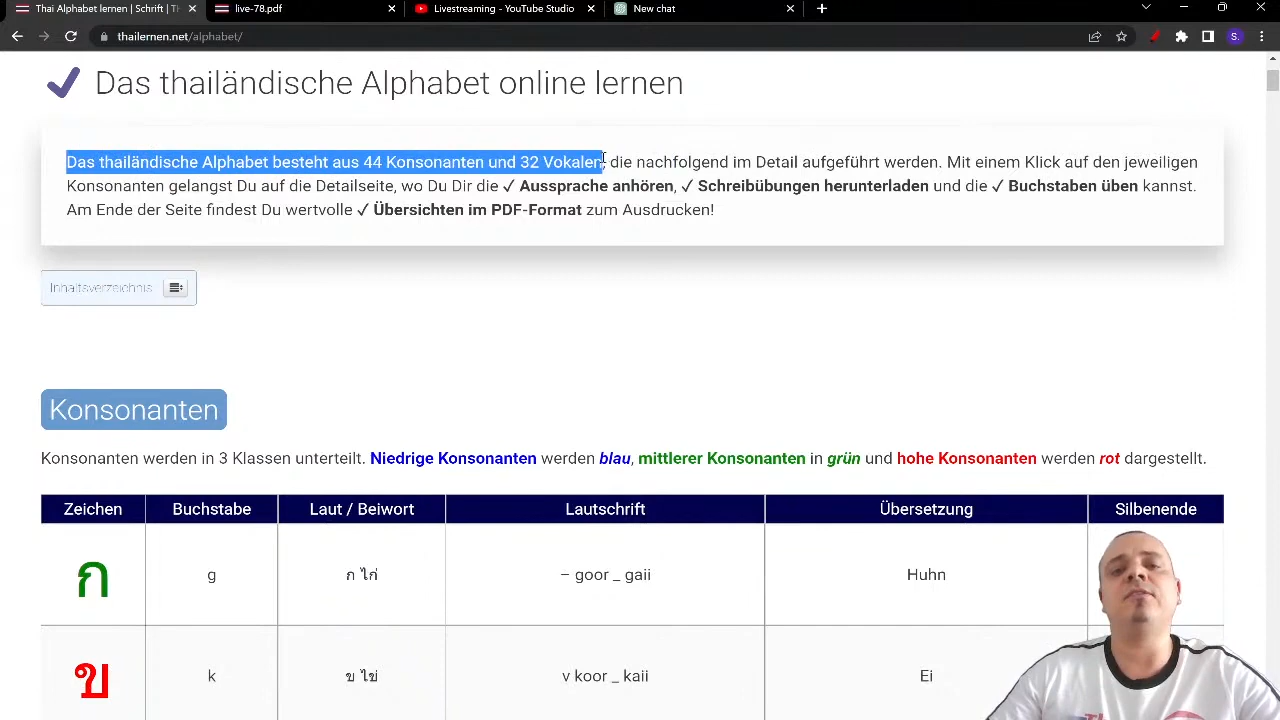 Thai Alphabet lernen | Schrift | TH
live-78.pdf
Livestreaming - YouTube Studio
New chat
thailernen.net/alphabet/
S.
Das thailändische Alphabet online lernen
Das thailändische Alphabet besteht aus 44 Konsonanten und 32 Vokalen, die nachfolgend im Detail aufgeführt werden. Mit einem Klick auf den jeweiligen
Konsonanten gelangst Du auf die Detailseite, wo Du Dir die ✓ Aussprache anhören, ✓ Schreibübungen herunterladen und die ✓ Buchstaben üben kannst.
Am Ende der Seite findest Du wertvolle ✓ Übersichten im PDF-Format zum Ausdrucken!
Inhaltsverzeichnis
Konsonanten
Konsonanten werden in 3 Klassen unterteilt. Niedrige Konsonanten werden blau, mittlerer Konsonanten in grün und hohe Konsonanten werden rot dargestellt.
Zeichen Buchstabe Laut / Beiwort Lautschrift Übersetzung Silbenende
ก g ก ไก่ – goor _ gaii Huhn
ข k ข ไข่ v koor _ kaii Ei